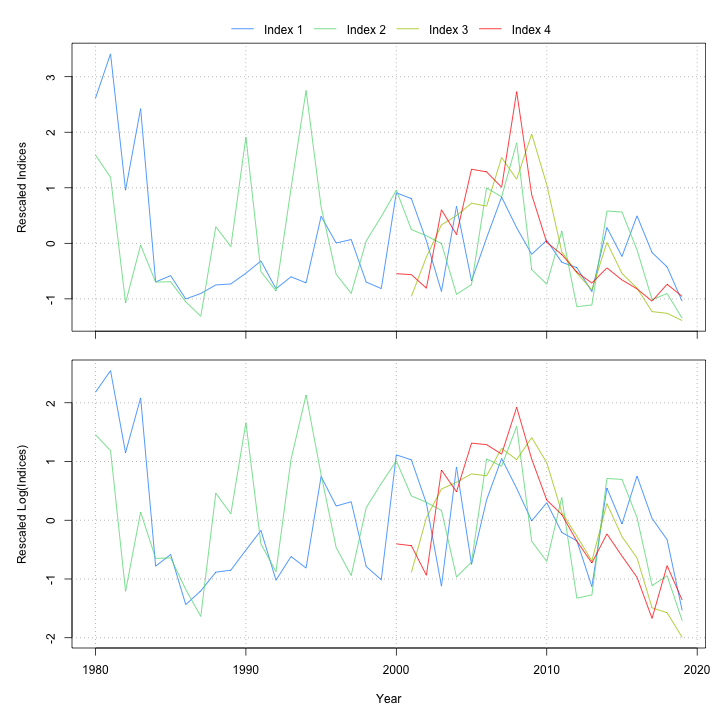 Index 1 Index 2 Index 3 Index 4
Rescaled Indices
3
2
1
0
-1
Rescaled Log(Indices)
2
1
0
-1
-2
1980 1990 2000 2010 2020
Year